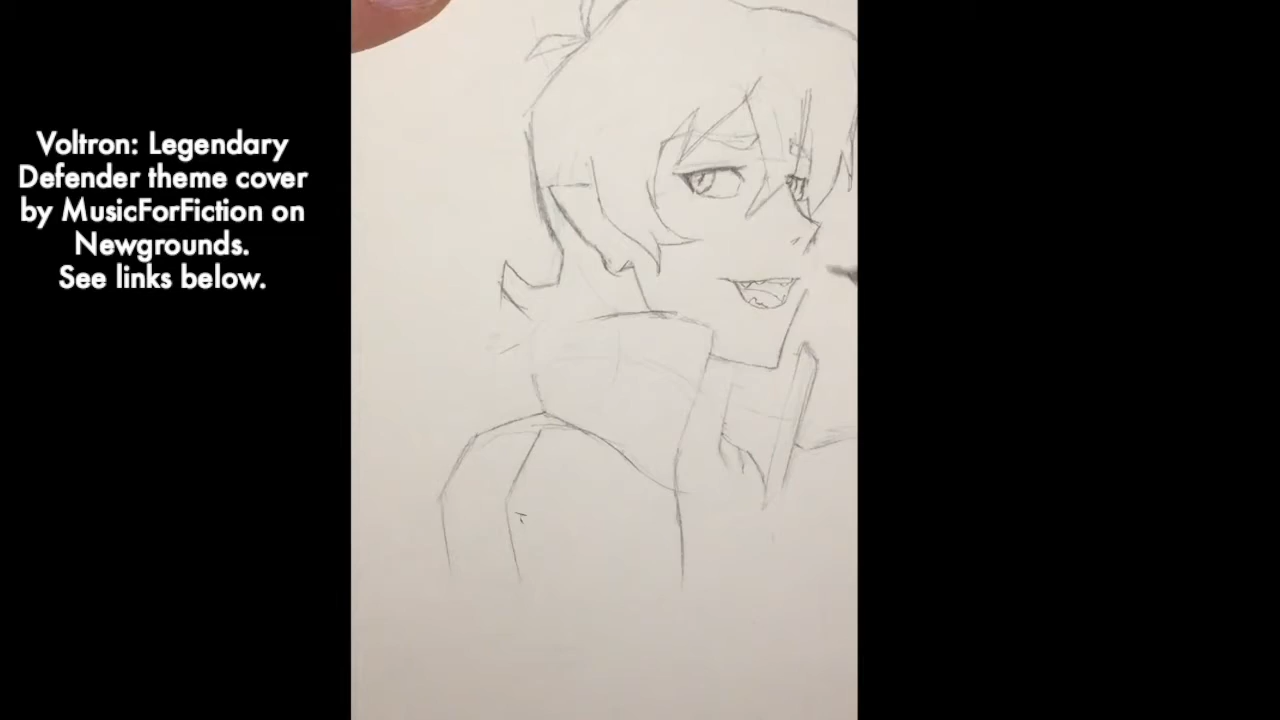 Voltron: Legendary
Defender theme cover
by MusicForFiction on
Newgrounds.
See links below.